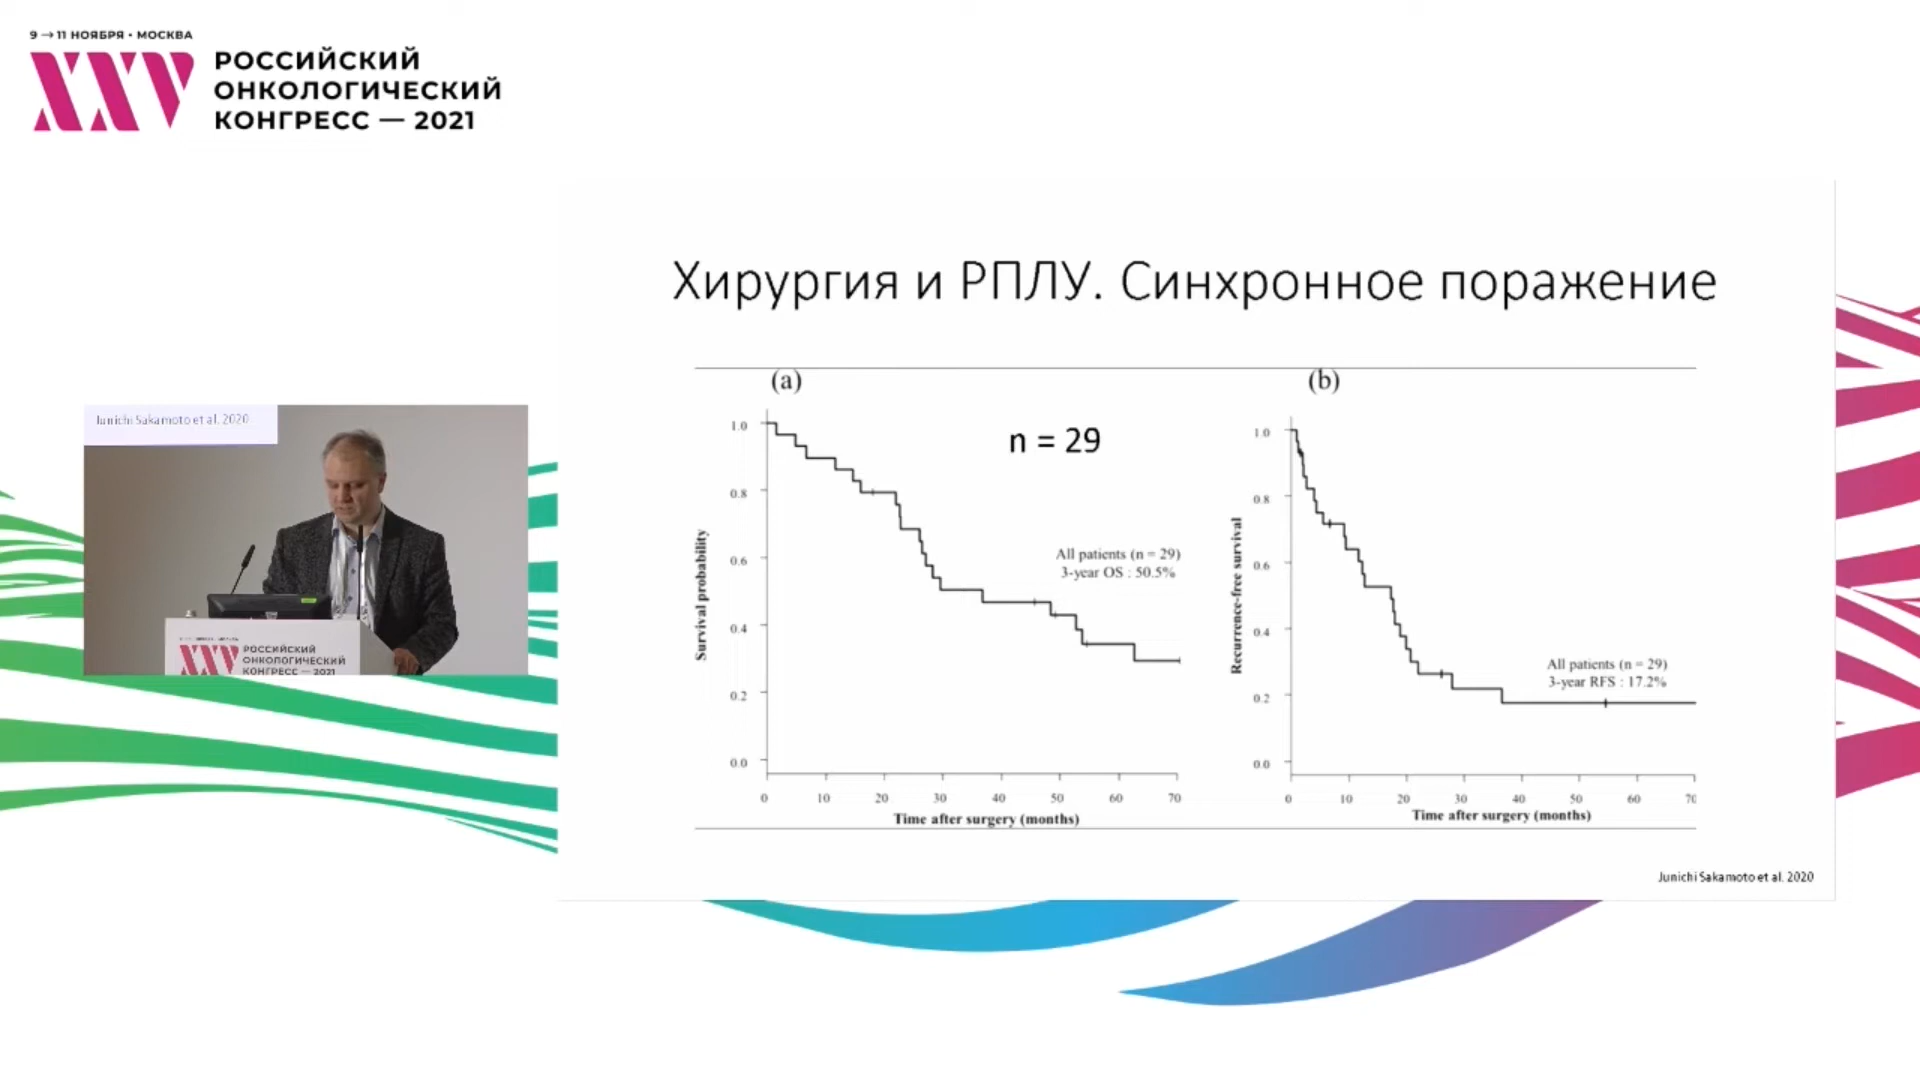 9 → 11 НОЯБРЯ • МОСКВА
XXV
РОССИЙСКИЙ
ОНКОЛОГИЧЕСКИЙ
КОНГРЕСС — 2021
Хирургия и РПЛУ. Синхронное поражение
Junichi Sakamoto et al. 2020
XXV
РОССИЙСКИЙ
ОНКОЛОГИЧЕСКИЙ
КОНГРЕСС — 2021
(a)
n = 29
Survival probability
1.0
0.8
0.6
0.4
0.2
0.0
All patients (n = 29)
3-year OS : 50.5%
0 10 20 30 40 50 60 70
Time after surgery (months)
(b)
Recurrence-free survival
1.0
0.8
0.6
0.4
0.2
0.0
All patients (n = 29)
3-year RFS : 17.2%
0 10 20 30 40 50 60 70
Time after surgery (months)
Junichi Sakamoto et al. 2020